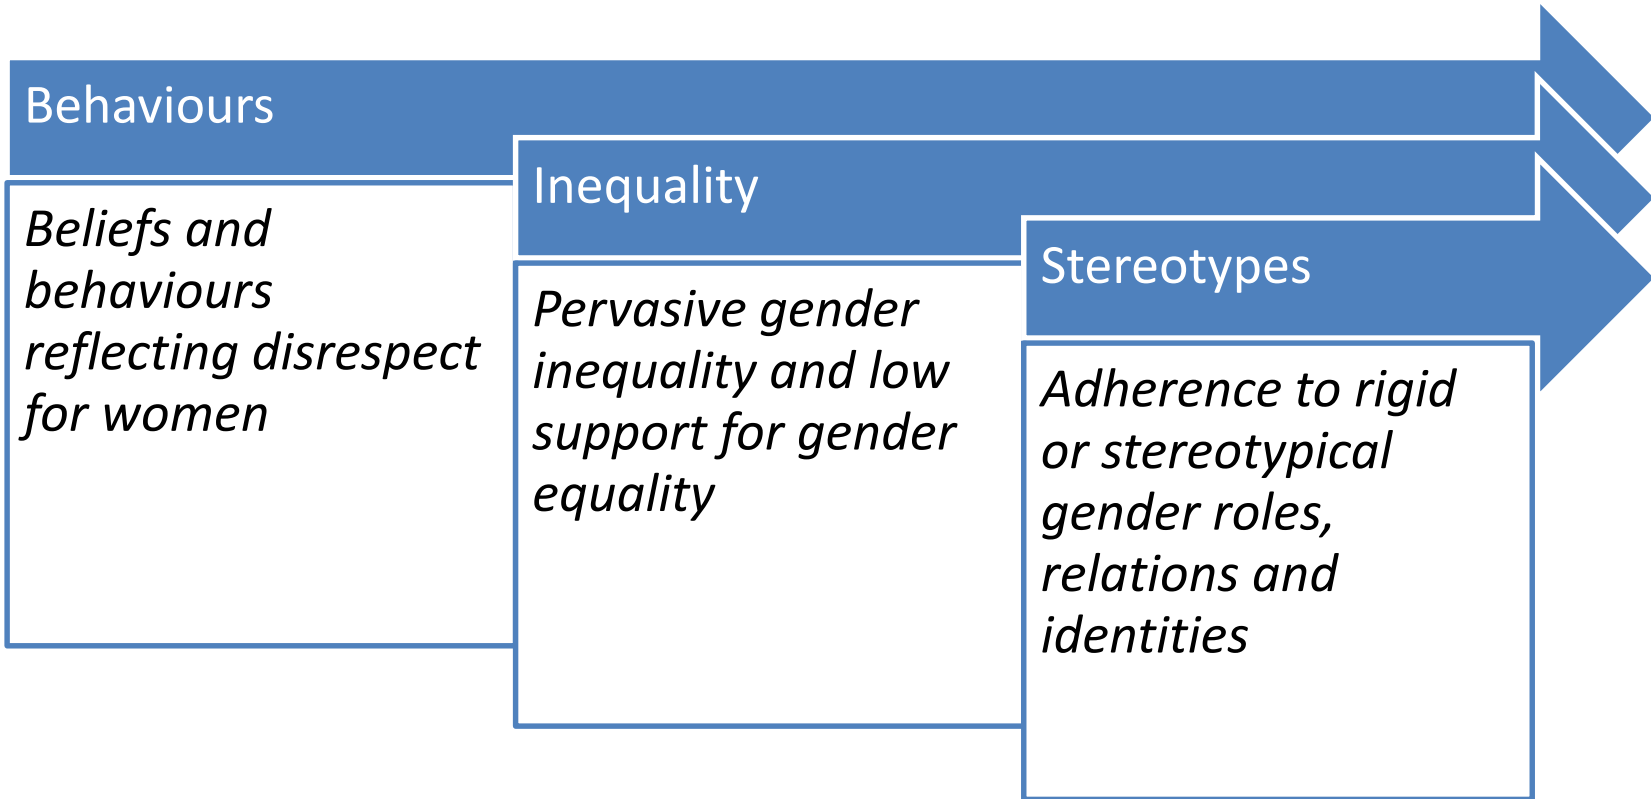 Behaviours
Beliefs and
behaviours
reflecting disrespect
for women
Inequality
Pervasive gender
inequality and low
support for gender
equality
Stereotypes
Adherence to rigid
or stereotypical
gender roles,
relations and
identities